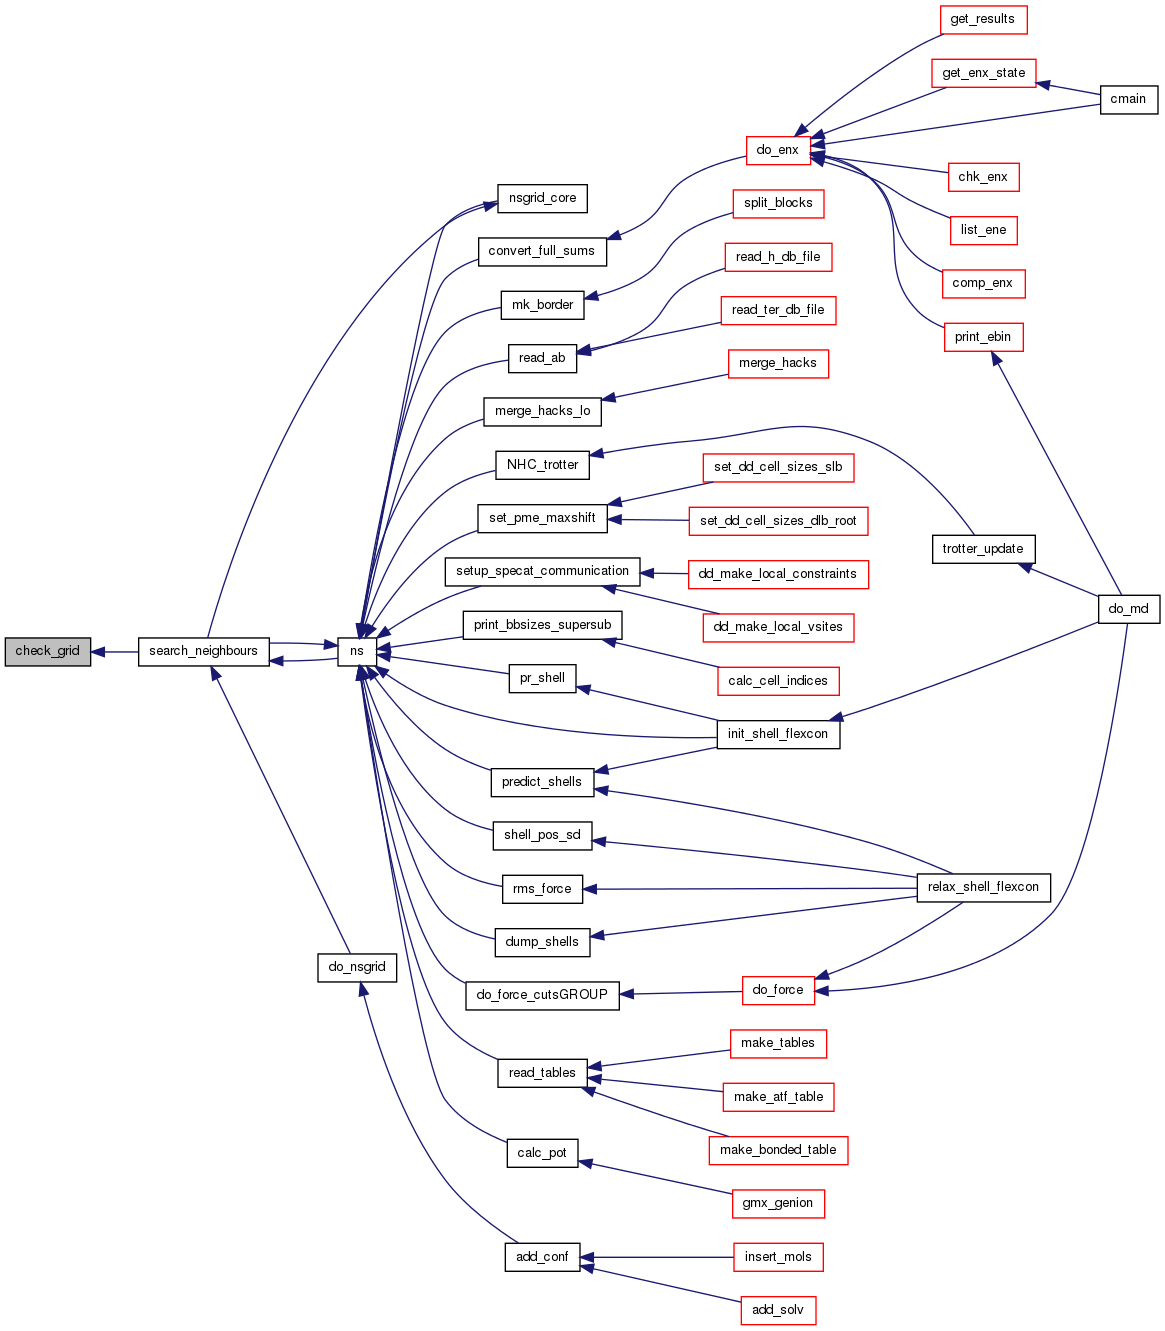 get_results
get_enx_state
cmain
do_enx
chk_enx
nsgrid_core
split_blocks
list_ene
convert_full_sums
read_h_db_file
comp_enx
mk_border
read_ter_db_file
print_ebin
read_ab
merge_hacks
merge_hacks_lo
NHC_trotter
set_dd_cell_sizes_slb
set_pme_maxshift
set_dd_cell_sizes_dlb_root
trotter_update
setup_specat_communication
dd_make_local_constraints
do_md
print_bbsizes_supersub
dd_make_local_vsites
check_grid
search_neighbours
ns
pr_shell
calc_cell_indices
init_shell_flexcon
predict_shells
shell_pos_sd
rms_force
relax_shell_flexcon
dump_shells
do_nsgrid
do_force_cutsGROUP
do_force
make_tables
read_tables
make_atf_table
calc_pot
make_bonded_table
gmx_genion
add_conf
insert_mols
add_solv